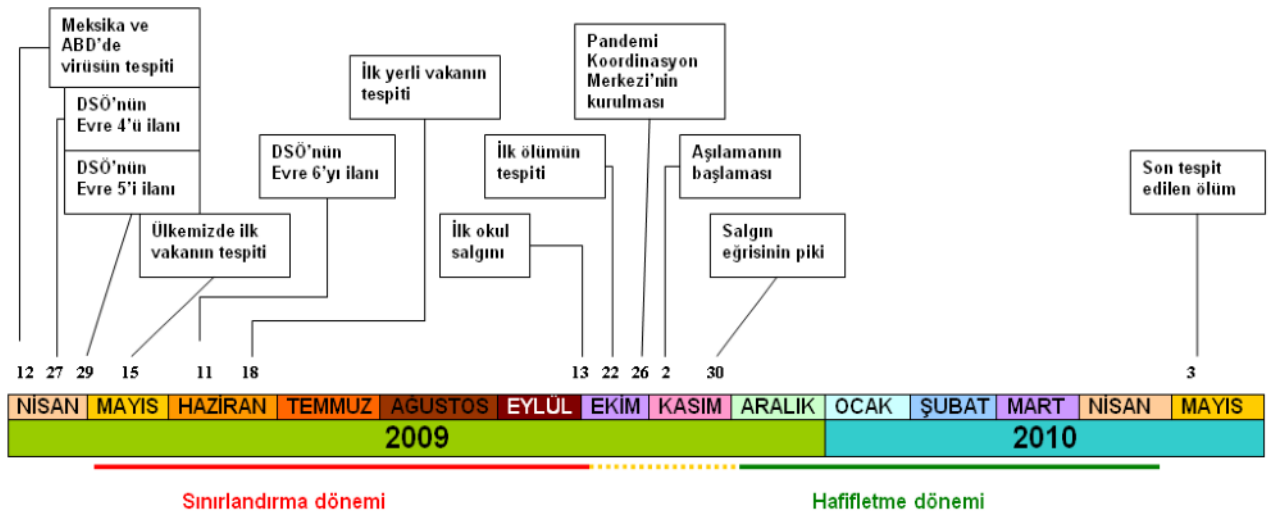 Meksika ve
ABD'de
virüsün tespiti
DSÖ'nün
Evre 4'ü ilanı
DSÖ'nün
Evre 5'i ilanı
Ülkemizde ilk
vakanın tespiti
DSÖ'nün
Evre 6'yı ilanı
İlk yerli vakanın
tespiti
İlk okul
salgını
İlk ölümün
tespiti
Pandemi
Koordinasyon
Merkezi'nin
kurulması
Aşılamanın
başlaması
Salgın
eğrisinin piki
Son tespit
edilen ölüm
12 27 29 15 11 18 13 22 26 2 30 3
NİSAN MAYIS HAZİRAN TEMMUZ AĞUSTOS EYLÜL EKİM KASIM ARALIK OCAK ŞUBAT MART NİSAN MAYIS
2009 2010
Sınırlandırma dönemi Hafifletme dönemi